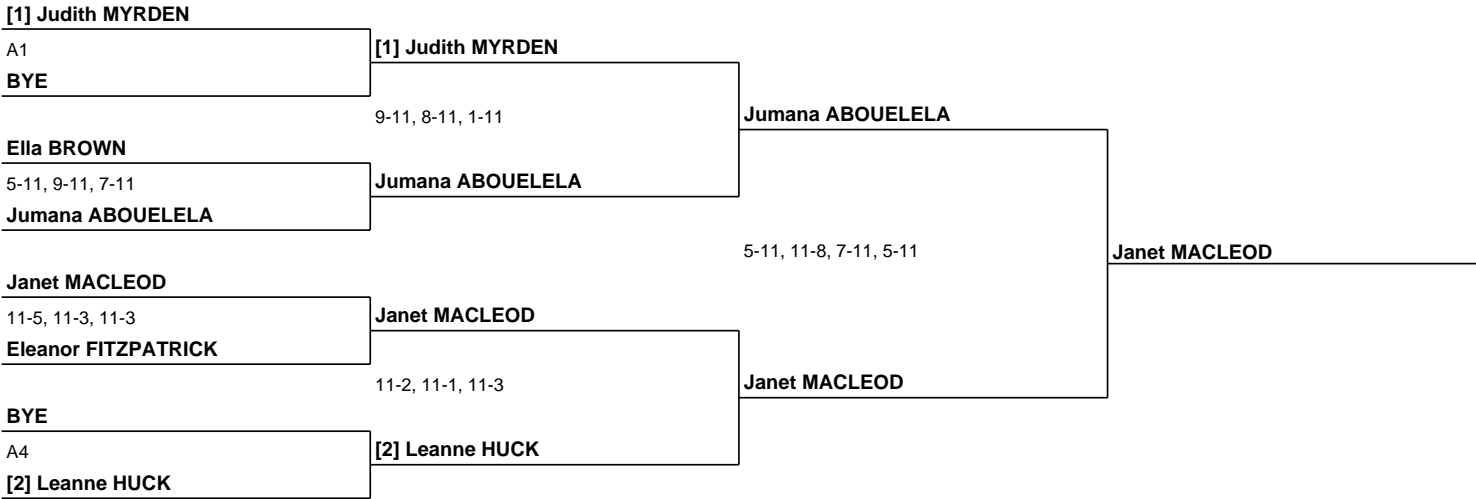 [1] Judith MYRDEN
A1
BYE
[1] Judith MYRDEN
9-11, 8-11, 1-11
Ella BROWN
5-11, 9-11, 7-11
Jumana ABOUELELA
Jumana ABOUELELA
Jumana ABOUELELA
5-11, 11-8, 7-11, 5-11
Janet MACLEOD
Janet MACLEOD
11-5, 11-3, 11-3
Eleanor FITZPATRICK
Janet MACLEOD
11-2, 11-1, 11-3
Janet MACLEOD
BYE
A4
[2] Leanne HUCK
[2] Leanne HUCK